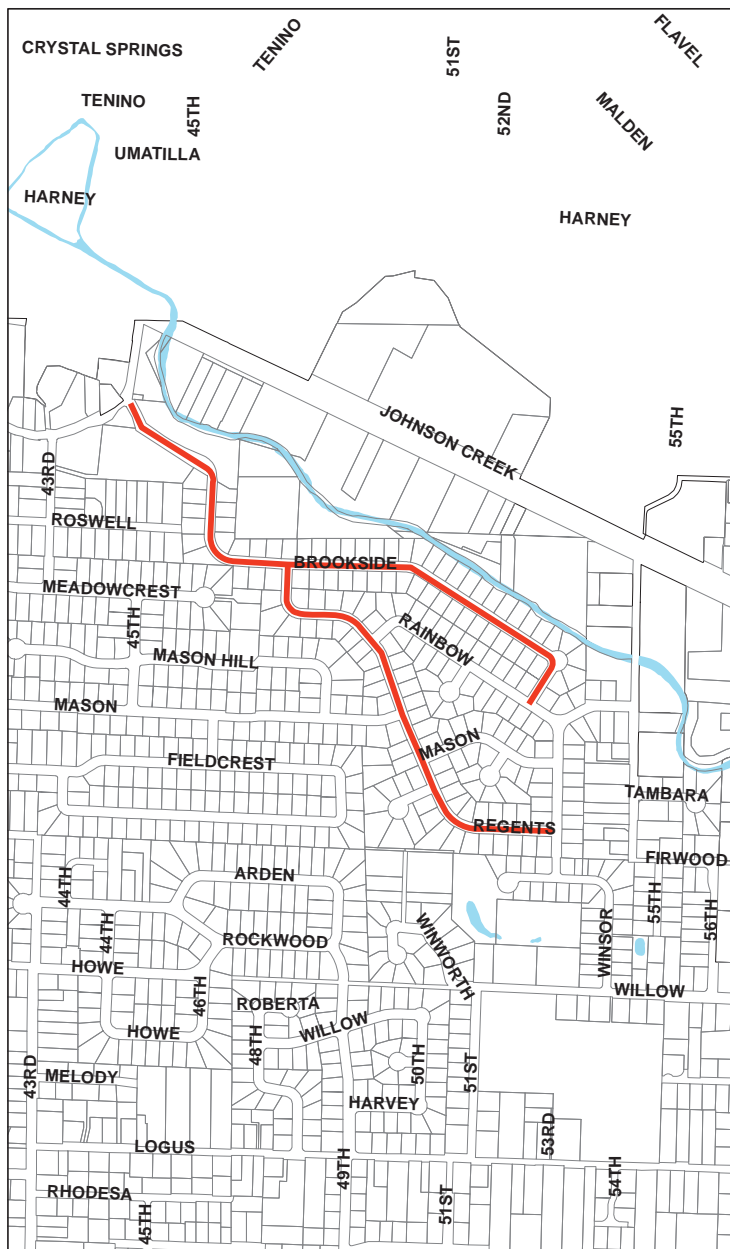 FLAVEL
TENINO
CRYSTAL SPRINGS
51ST
TENINO
45TH
52ND
MALDEN
UMATILLA
HARNEY
HARNEY
JOHNSON CREEK
55TH
43RD
ROSWELL
BROOKSIDE
MEADOWCREST
45TH
RAINBOW
MASON HILL
MASON
MASON
FIELDCREST
TAMBARA
REGENTS
FIRWOOD
ARDEN
44TH
55TH
56TH
44TH
ROCKWOOD
WINWORTH
WINSOR
HOWE
46TH
WILLOW
ROBERTA
WILLOW
HOWE
48TH
50TH
51ST
43RD
MELODY
HARVEY
53RD
LOGUS
49TH
54TH
RHODESA
45TH
51ST